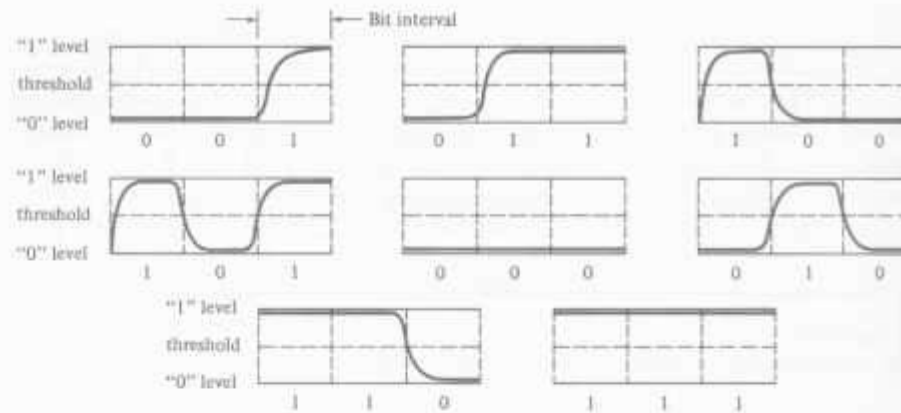 Bit interval
"1" level
threshold
"0" level
0 0 1
0 1 1
1 0 0
"1" level
threshold
"0" level
1 0 1
0 0 0
0 1 0
"1" level
threshold
"0" level
1 1 0
1 1 1